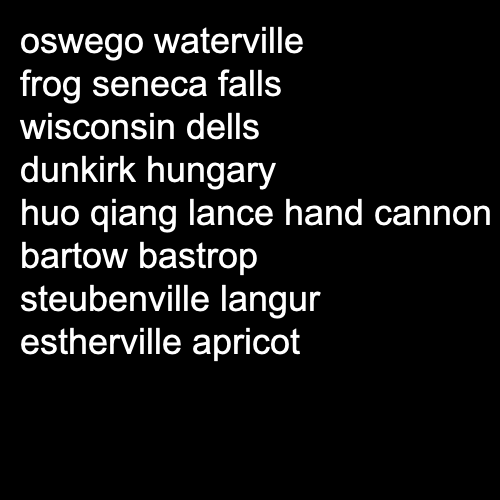 oswego waterville
frog seneca falls
wisconsin dells
dunkirk hungary
huo qiang lance hand cannon
bartow bastrop
steubenville langur
estherville apricot